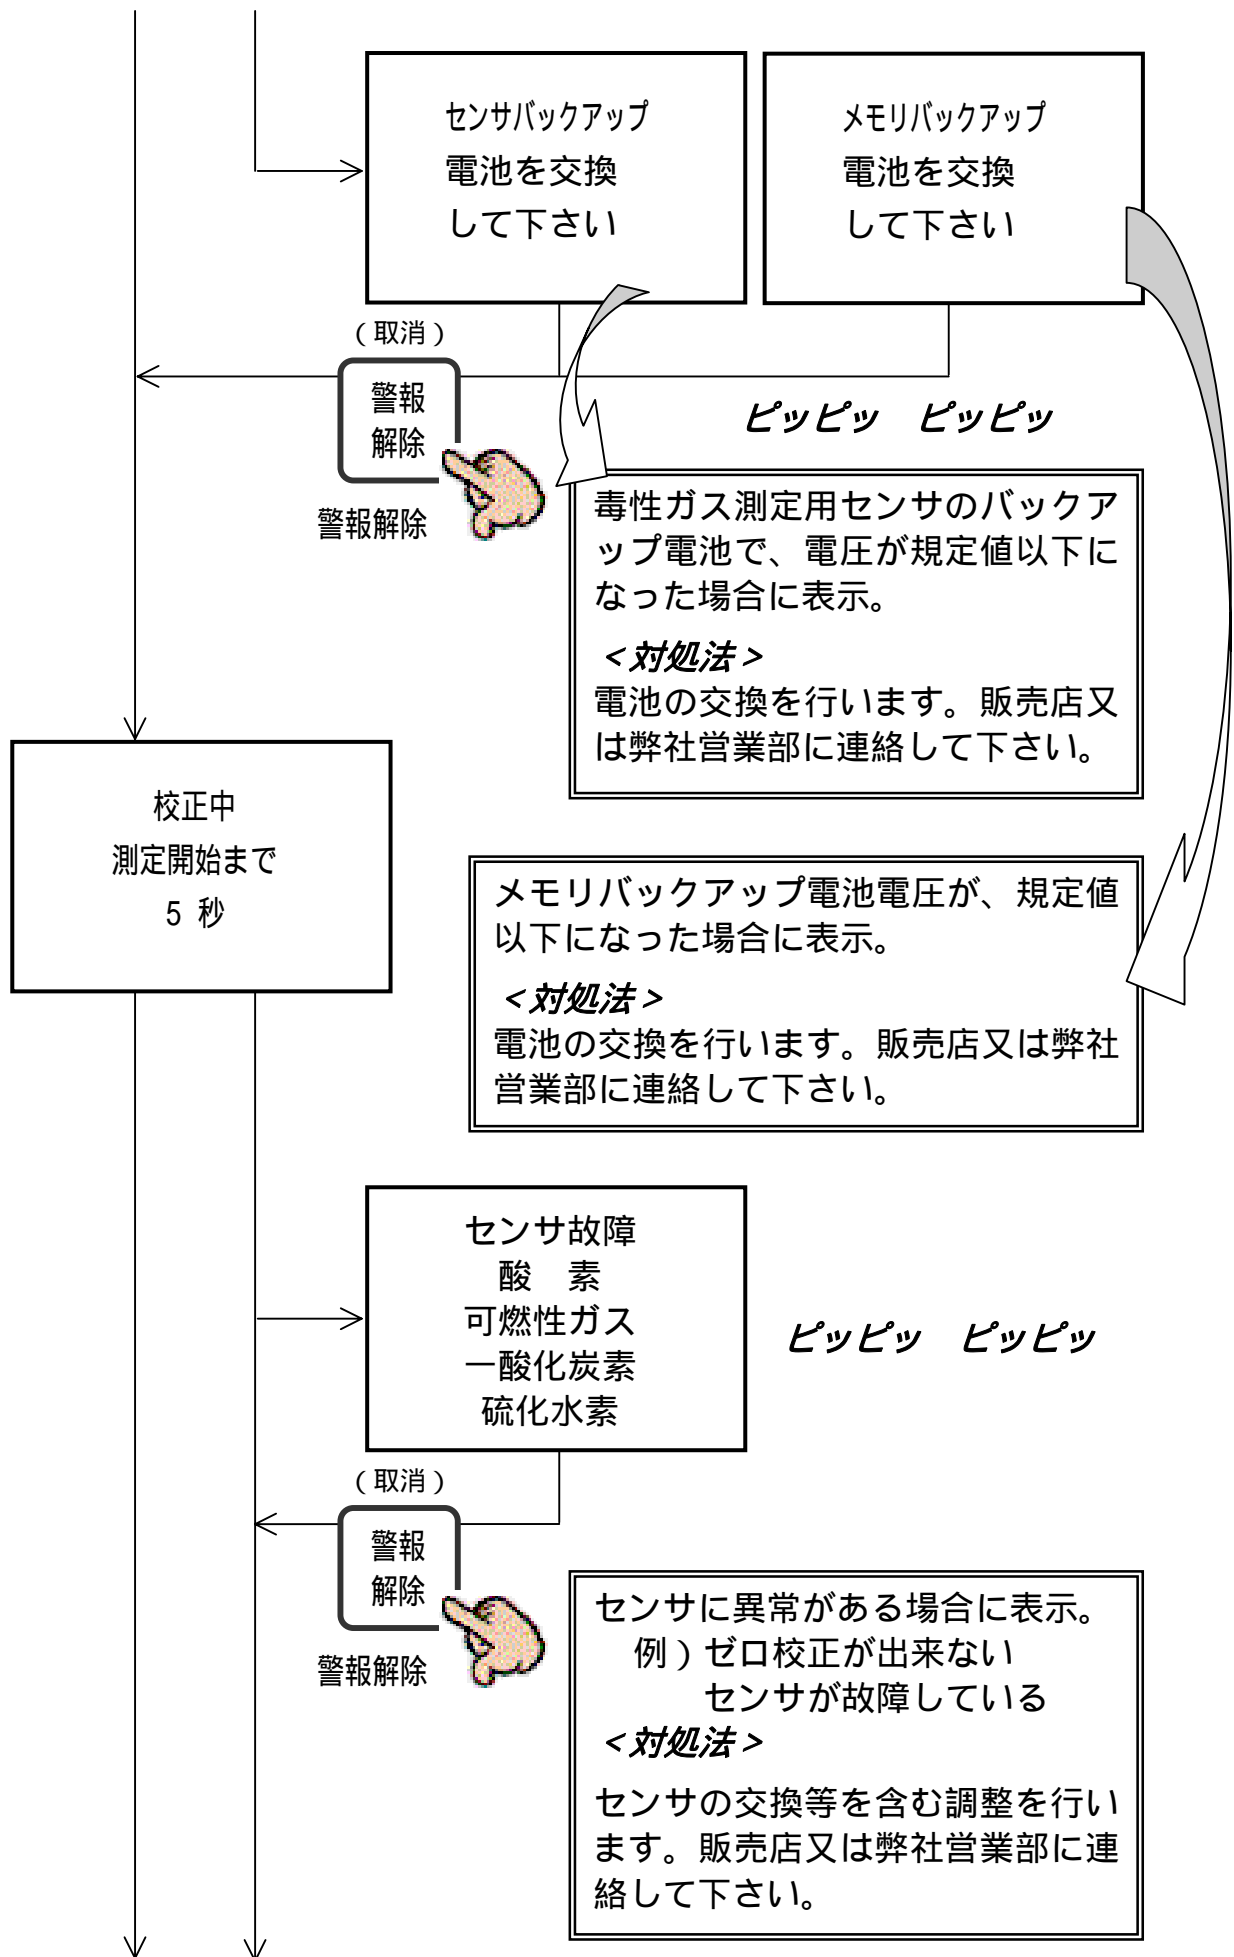 センサバックアップ
電池を交換
して下さい
メモリバックアップ
電池を交換
して下さい
(取消)
警報
解除
警報解除
ピッピッ　ピッピッ
毒性ガス測定用センサのバックア
ップ電池で、電圧が規定値以下に
なった場合に表示。
<対処法>
電池の交換を行います。販売店又
は弊社営業部に連絡して下さい。
校正中
測定開始まで
5 秒
メモリバックアップ電池電圧が、規定値
以下になった場合に表示。
<対処法>
電池の交換を行います。販売店又は弊社
営業部に連絡して下さい。
センサ故障
酸　素
可燃性ガス
一酸化炭素
硫化水素
ピッピッ　ピッピッ
(取消)
警報
解除
警報解除
センサに異常がある場合に表示。
例)ゼロ校正が出来ない
センサが故障している
<対処法>
センサの交換等を含む調整を行い
ます。販売店又は弊社営業部に連
絡して下さい。